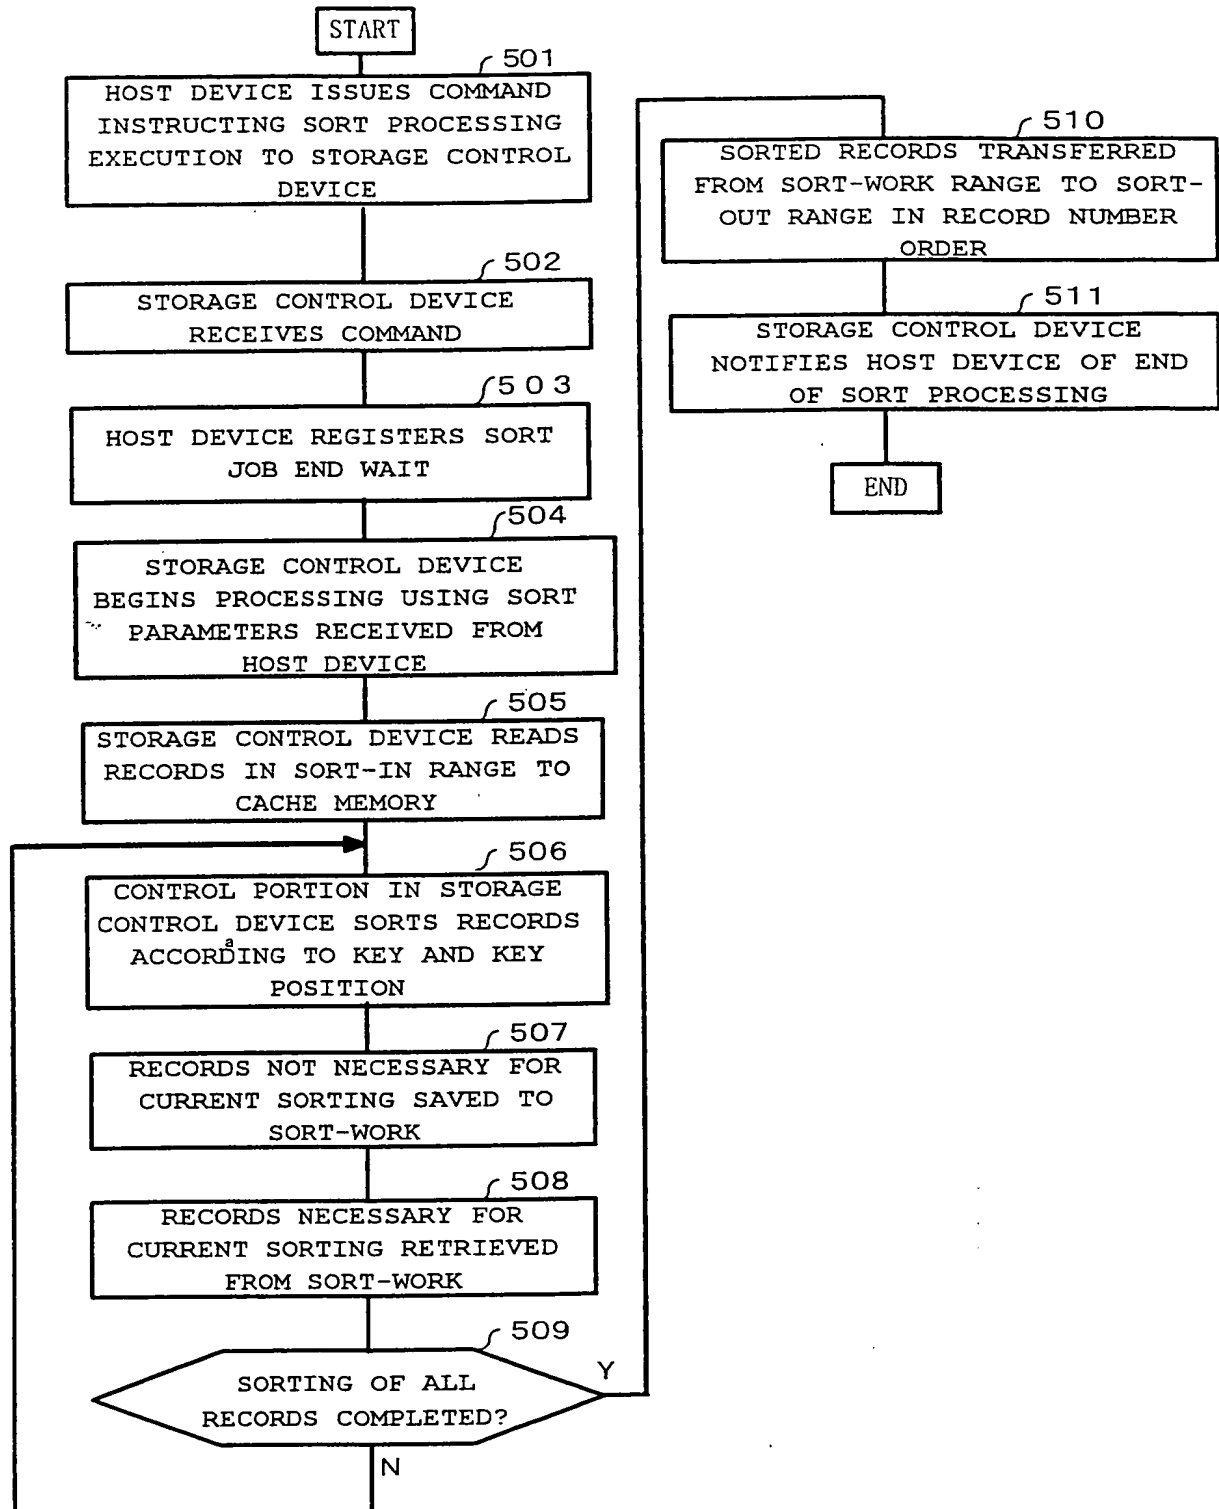 START
501
HOST DEVICE ISSUES COMMAND
INSTRUCTING SORT PROCESSING
EXECUTION TO STORAGE CONTROL
DEVICE
502
STORAGE CONTROL DEVICE
RECEIVES COMMAND
503
HOST DEVICE REGISTERS SORT
JOB END WAIT
504
STORAGE CONTROL DEVICE
BEGINS PROCESSING USING SORT
PARAMETERS RECEIVED FROM
HOST DEVICE
505
STORAGE CONTROL DEVICE READS
RECORDS IN SORT-IN RANGE TO
CACHE MEMORY
506
CONTROL PORTION IN STORAGE
CONTROL DEVICE SORTS RECORDS
a
ACCORDING TO KEY AND KEY
POSITION
507
RECORDS NOT NECESSARY FOR
CURRENT SORTING SAVED TO
SORT-WORK
508
RECORDS NECESSARY FOR
CURRENT SORTING RETRIEVED
FROM SORT-WORK
509
SORTING OF ALL
RECORDS COMPLETED?
Y
N
510
SORTED RECORDS TRANSFERRED
FROM SORT-WORK RANGE TO SORT-
OUT RANGE IN RECORD NUMBER
ORDER
511
STORAGE CONTROL DEVICE
NOTIFIES HOST DEVICE OF END
OF SORT PROCESSING
END